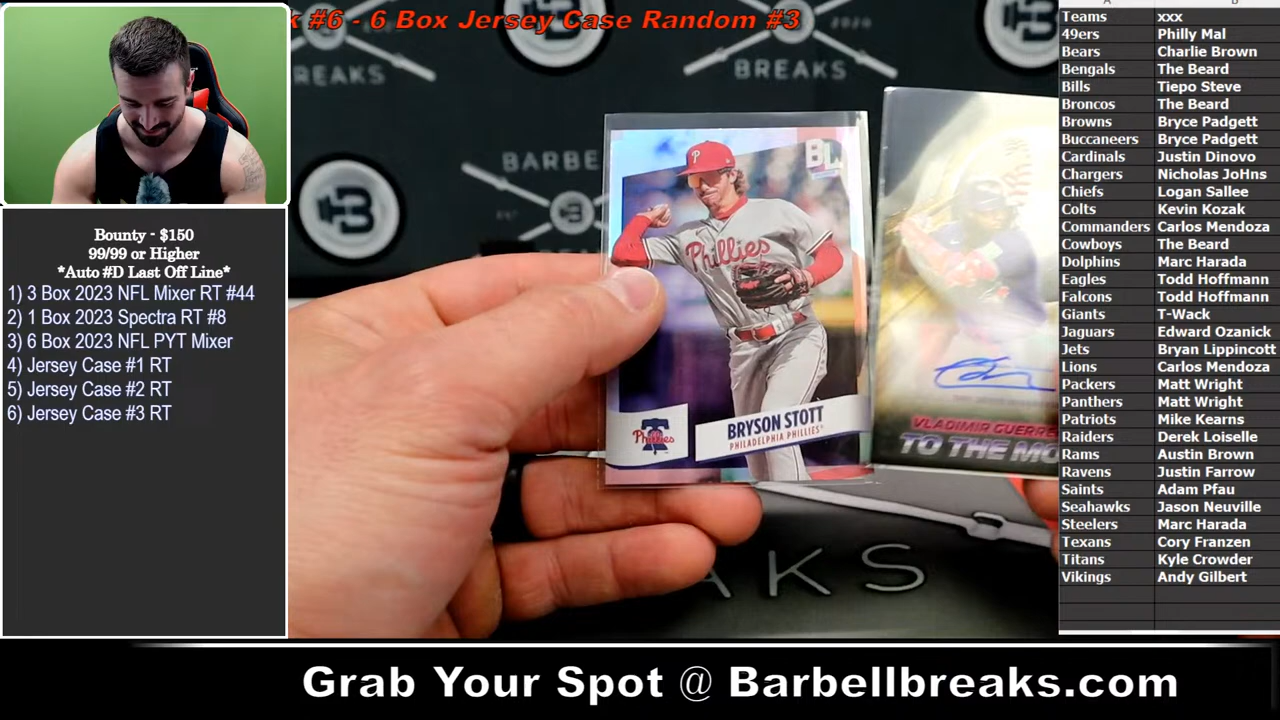 #6 - 6 Box Jersey Case Random #3
BREAKS
BREAKS
Bounty - $150
99/99 or Higher
*Auto #D Last Off Line*
1) 3 Box 2023 NFL Mixer RT #44
2) 1 Box 2023 Spectra RT #8
3) 6 Box 2023 NFL PYT Mixer
4) Jersey Case #1 RT
5) Jersey Case #2 RT
6) Jersey Case #3 RT
BARBE
P
BL
Phillies
Phillies
BRYSON STOTT
PHILADELPHIA PHILLIES
VLADIMIR GUERRE
TO THE MO
AKS
A B
Teams xxx
49ers Philly Mal
Bears Charlie Brown
Bengals The Beard
Bills Tiepo Steve
Broncos The Beard
Browns Bryce Padgett
Buccaneers Bryce Padgett
Cardinals Justin Dinovo
Chargers Nicholas JoHns
Chiefs Logan Sallee
Colts Kevin Kozak
Commanders Carlos Mendoza
Cowboys The Beard
Dolphins Marc Harada
Eagles Todd Hoffmann
Falcons Todd Hoffmann
Giants T-Wack
Jaguars Edward Ozanick
Jets Bryan Lippincott
Lions Carlos Mendoza
Packers Matt Wright
Panthers Matt Wright
Patriots Mike Kearns
Raiders Derek Loiselle
Rams Austin Brown
Ravens Justin Farrow
Saints Adam Pfau
Seahawks Jason Neuville
Steelers Marc Harada
Texans Cory Franzen
Titans Kyle Crowder
Vikings Andy Gilbert
Grab Your Spot @ Barbellbreaks.com